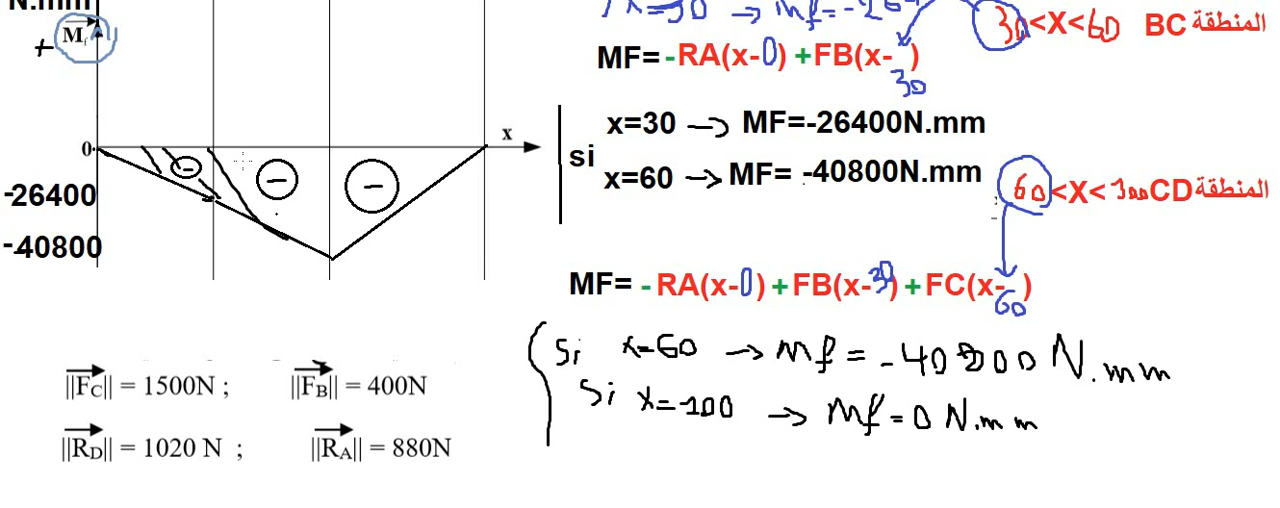 N.mm
+ Mf
0
-26400
-40800
x
- - -
x=30 → Mf=-264
30<X<60 BC المنطقة
MF= -RA(x-0) +FB(x-30)
si
x=30 → MF=-26400N.mm
x=60 → MF= -40800N.mm
60<X<100CD المنطقة
MF= - RA(x-0) + FB(x-30) + FC(x-60)
Si x=60 → Mf = -40800 N.mm
Si x=100 → Mf=0 N.mm
||FC|| = 1500N ; ||FB|| = 400N
||RD|| = 1020 N ; ||RA|| = 880N